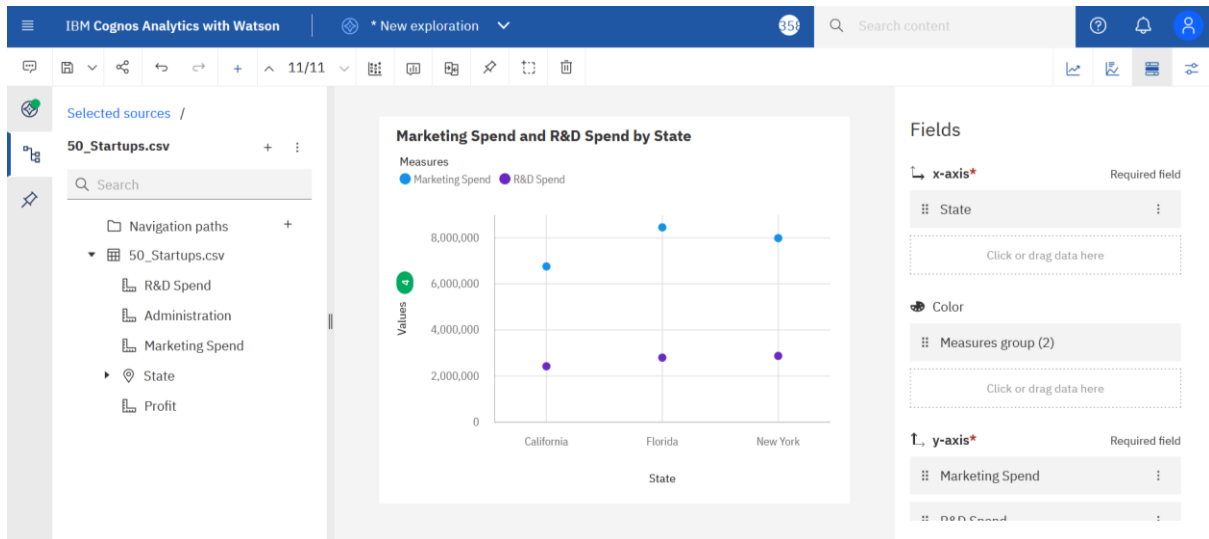 IBM Cognos Analytics with Watson
* New exploration
358
Search content
11/11
Selected sources /
50_Startups.csv
Search
Navigation paths
50_Startups.csv
R&D Spend
Administration
Marketing Spend
State
Profit
Marketing Spend and R&D Spend by State
Measures
Marketing Spend R&D Spend
8,000,000
6,000,000
4,000,000
2,000,000
0
Values
4
California Florida New York
State
Fields
x-axis* Required field
State
Click or drag data here
Color
Measures group (2)
Click or drag data here
y-axis* Required field
Marketing Spend
R&D Spend